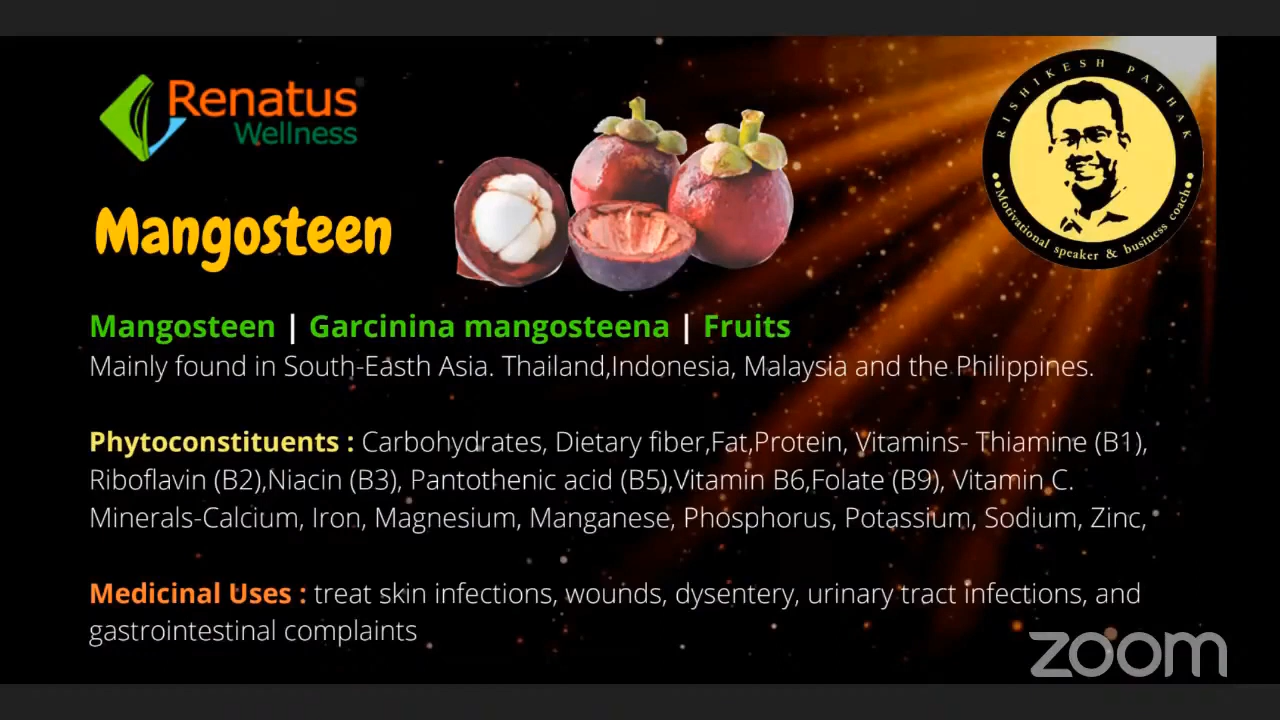 Renatus
Wellness
RISHIKESH PATHAK
Motivational speaker & business coach
Mangosteen
Mangosteen | Garcinina mangosteena | Fruits
Mainly found in South-Easth Asia. Thailand,Indonesia, Malaysia and the Philippines.
Phytoconstituents : Carbohydrates, Dietary fiber,Fat,Protein, Vitamins- Thiamine (B1),
Riboflavin (B2),Niacin (B3), Pantothenic acid (B5),Vitamin B6,Folate (B9), Vitamin C.
Minerals-Calcium, Iron, Magnesium, Manganese, Phosphorus, Potassium, Sodium, Zinc,
Medicinal Uses : treat skin infections, wounds, dysentery, urinary tract infections, and
gastrointestinal complaints
zoom